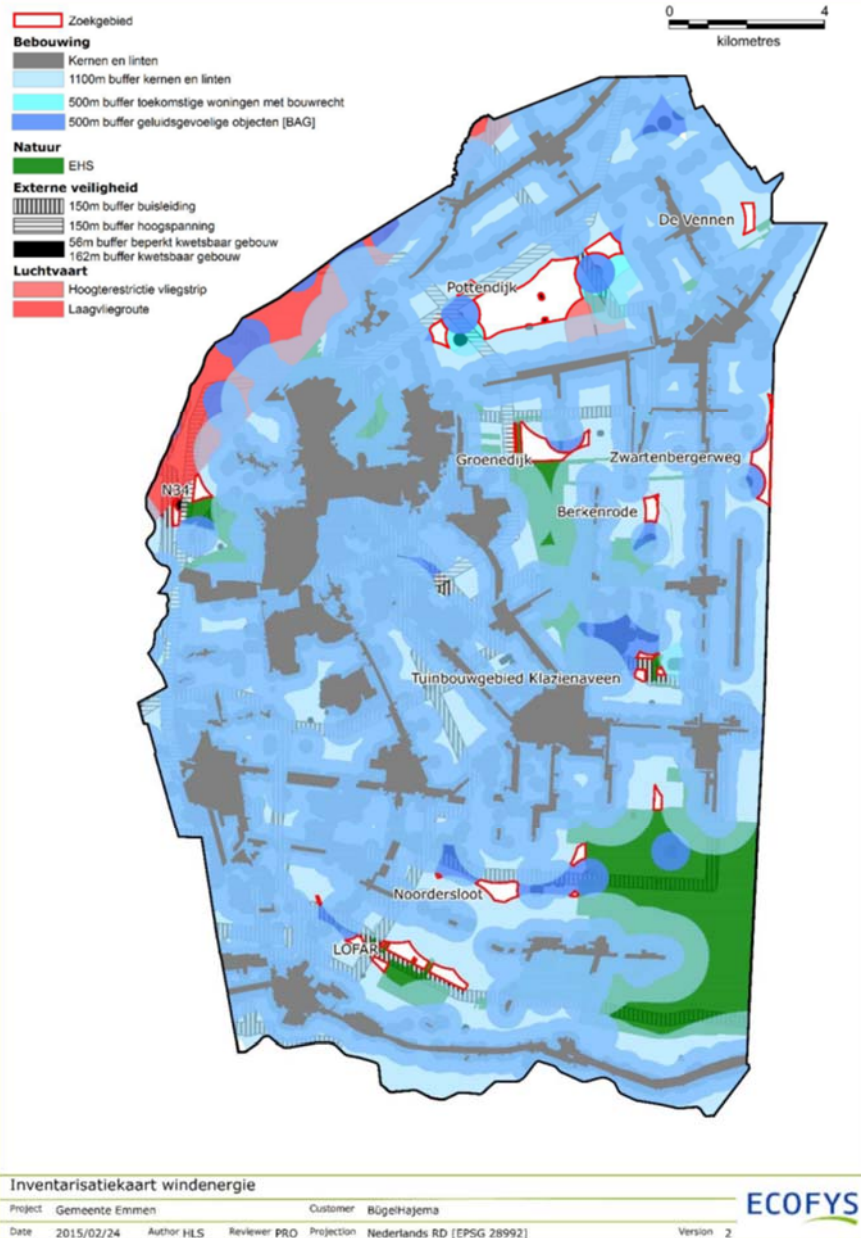 Zoekgebied
Bebouwing
Kernen en linten
1100m buffer kernen en linten
500m buffer toekomstige woningen met bouwrecht
500m buffer geluidsgevoelige objecten [BAG]
Natuur
EHS
Externe veiligheid
150m buffer buisleiding
150m buffer hoogspanning
56m buffer beperkt kwetsbaar gebouw
162m buffer kwetsbaar gebouw
Luchtvaart
Hoogterestrictie vliegstrip
Laagvliegroute
0 4
kilometres
De Vennen
Pottendijk
Groenedijk
Zwartenbergerweg
N34
Berkenrode
Tuinbouwgebied Klazienaveen
Noordersloot
LOFAR
Inventarisatiekaart windenergie
Project Gemeente Emmen Customer BügelHajema
Date 2015/02/24 Author HLS Reviewer PRO Projection Nederlands RD [EPSG 28992] Version 2
ECOFYS